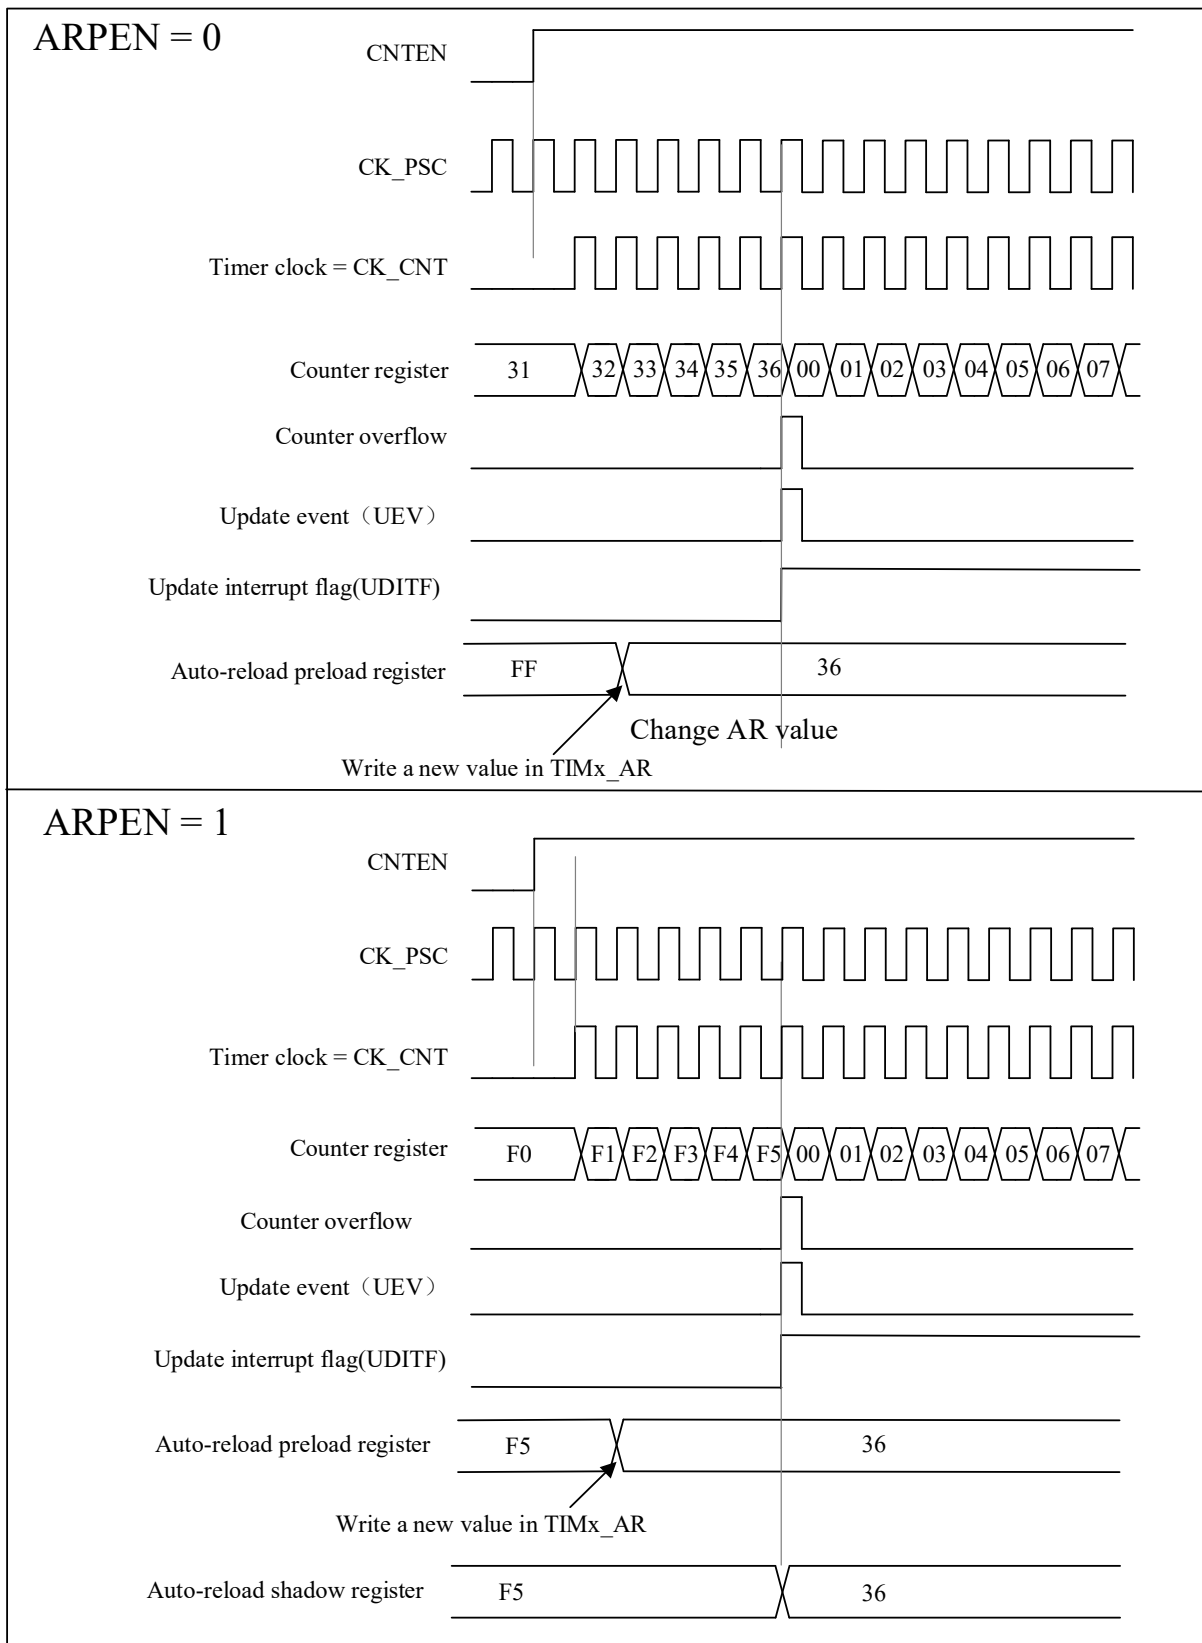 ARPEN = 0
CNTEN
CK_PSC
Timer clock = CK_CNT
Counter register 31 32 33 34 35 36 00 01 02 03 04 05 06 07
Counter overflow
Update event（UEV）
Update interrupt flag(UDITF)
Auto-reload preload register FF 36
Change AR value
Write a new value in TIMx_AR
ARPEN = 1
CNTEN
CK_PSC
Timer clock = CK_CNT
Counter register F0 F1 F2 F3 F4 F5 00 01 02 03 04 05 06 07
Counter overflow
Update event（UEV）
Update interrupt flag(UDITF)
Auto-reload preload register F5 36
Write a new value in TIMx_AR
Auto-reload shadow register F5 36